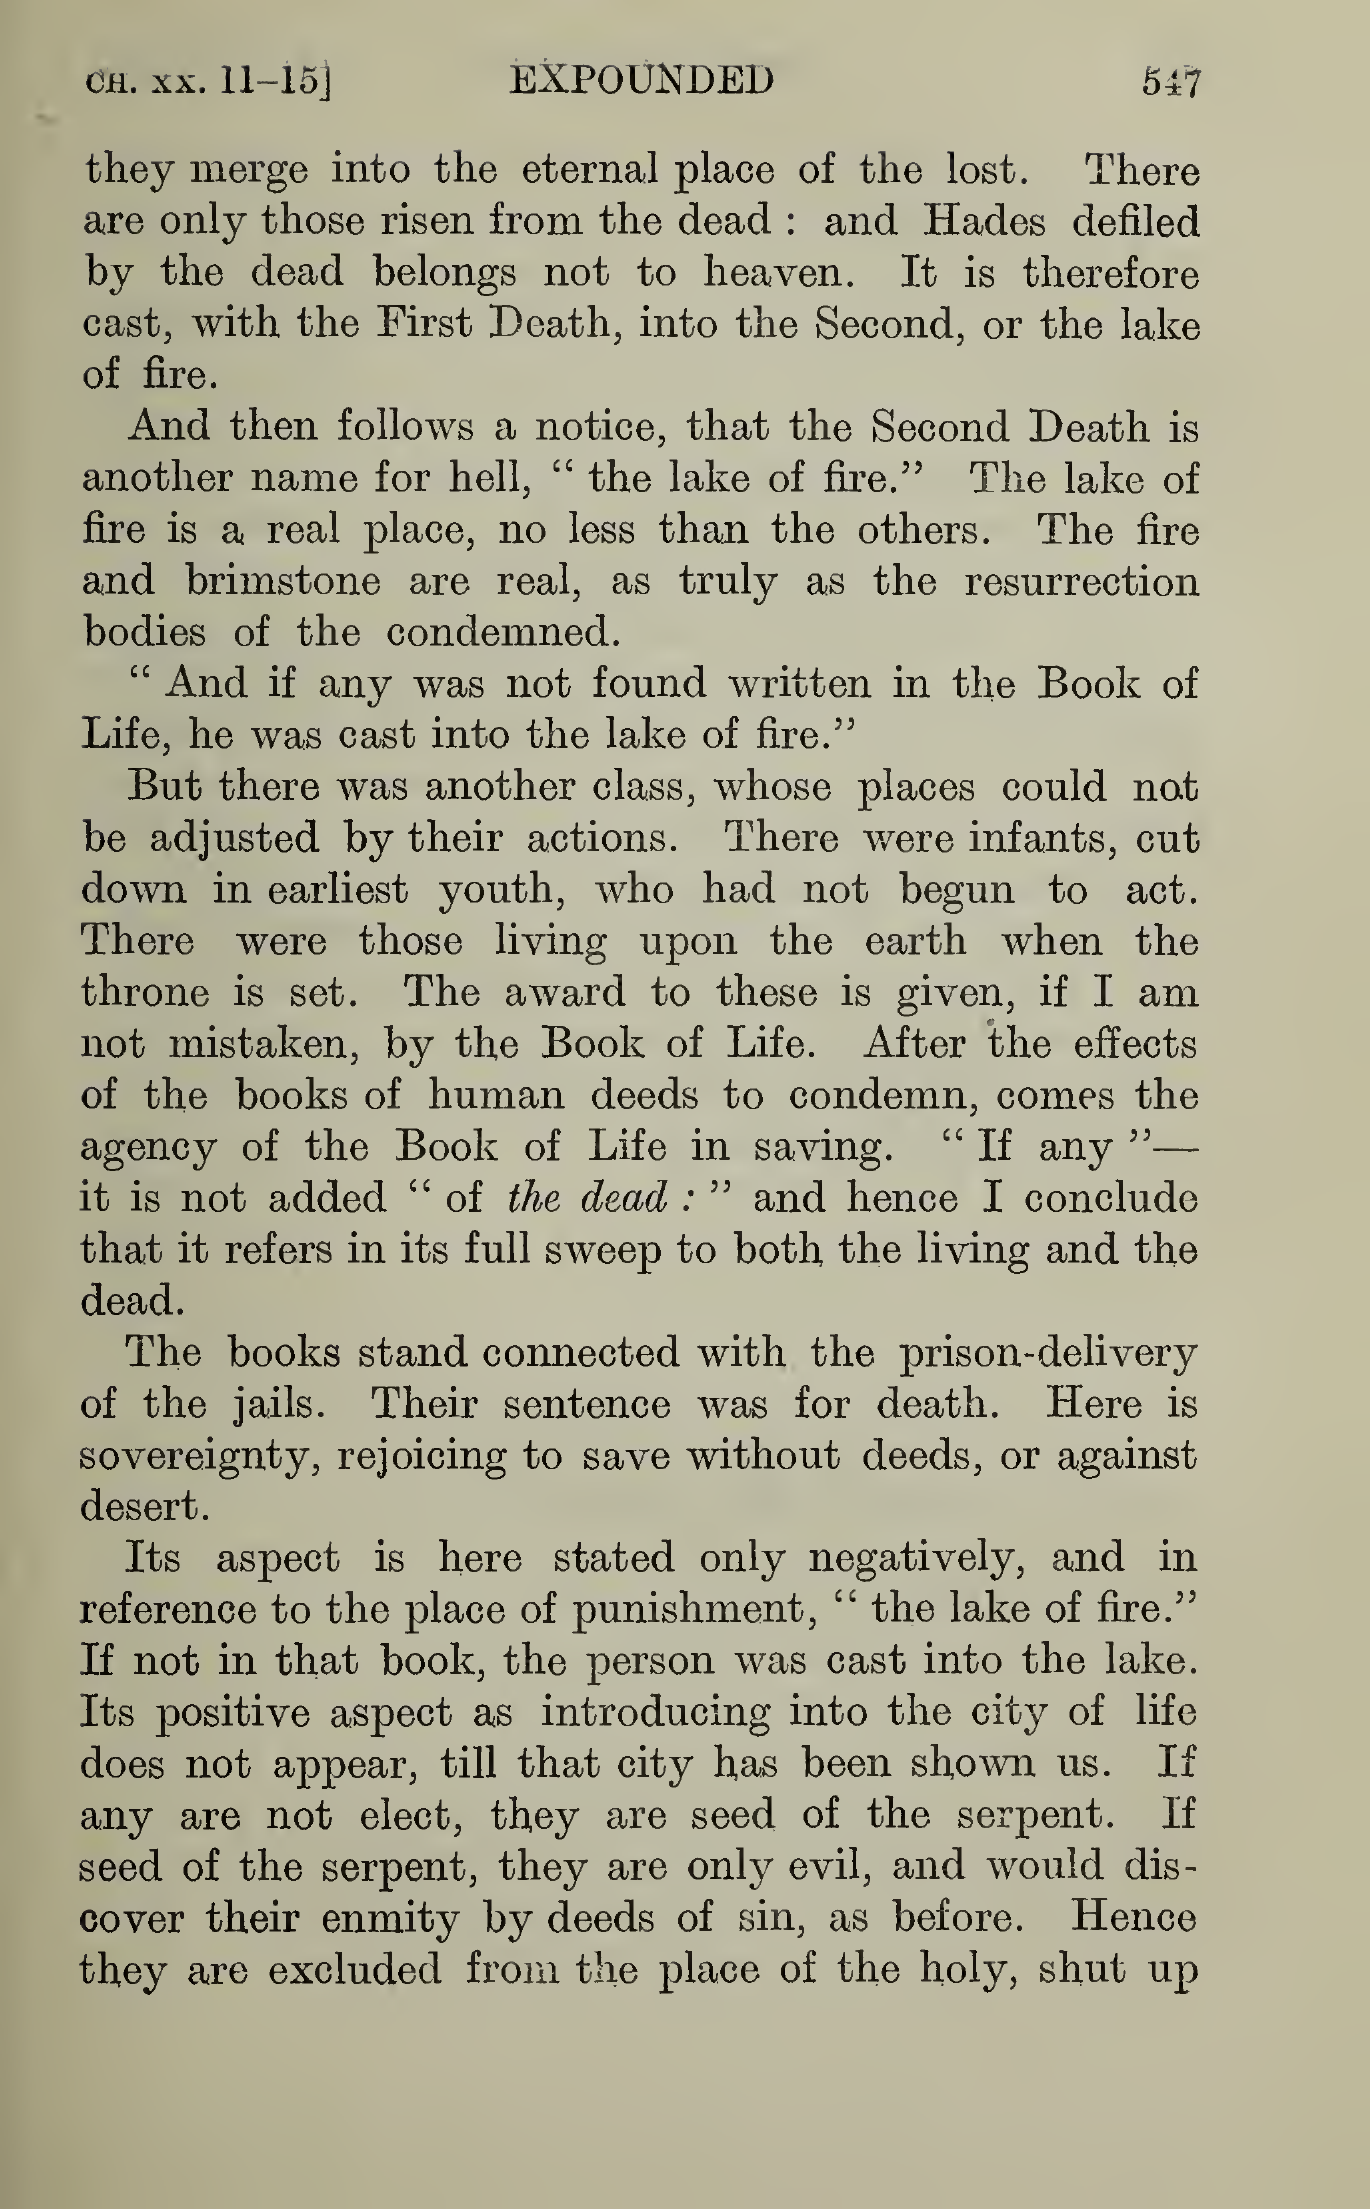 CH. XX. 11–15] EXPOUNDED 547
they merge into the eternal place of the lost. There
are only those risen from the dead : and Hades defiled
by the dead belongs not to heaven. It is therefore
cast, with the First Death, into the Second, or the lake
of fire.
And then follows a notice, that the Second Death is
another name for hell, “ the lake of fire.” The lake of
fire is a real place, no less than the others. The fire
and brimstone are real, as truly as the resurrection
bodies of the condemned.
“ And if any was not found written in the Book of
Life, he was cast into the lake of fire.”
But there was another class, whose places could not
be adjusted by their actions. There were infants, cut
down in earliest youth, who had not begun to act.
There were those living upon the earth when the
throne is set. The award to these is given, if I am
not mistaken, by the Book of Life. After the effects
of the books of human deeds to condemn, comes the
agency of the Book of Life in saving. “ If any ”—
it is not added “ of the dead : ” and hence I conclude
that it refers in its full sweep to both the living and the
dead.
The books stand connected with the prison-delivery
of the jails. Their sentence was for death. Here is
sovereignty, rejoicing to save without deeds, or against
desert.
Its aspect is here stated only negatively, and in
reference to the place of punishment, “ the lake of fire.”
If not in that book, the person was cast into the lake.
Its positive aspect as introducing into the city of life
does not appear, till that city has been shown us. If
any are not elect, they are seed of the serpent. If
seed of the serpent, they are only evil, and would dis-
cover their enmity by deeds of sin, as before. Hence
they are excluded from the place of the holy, shut up